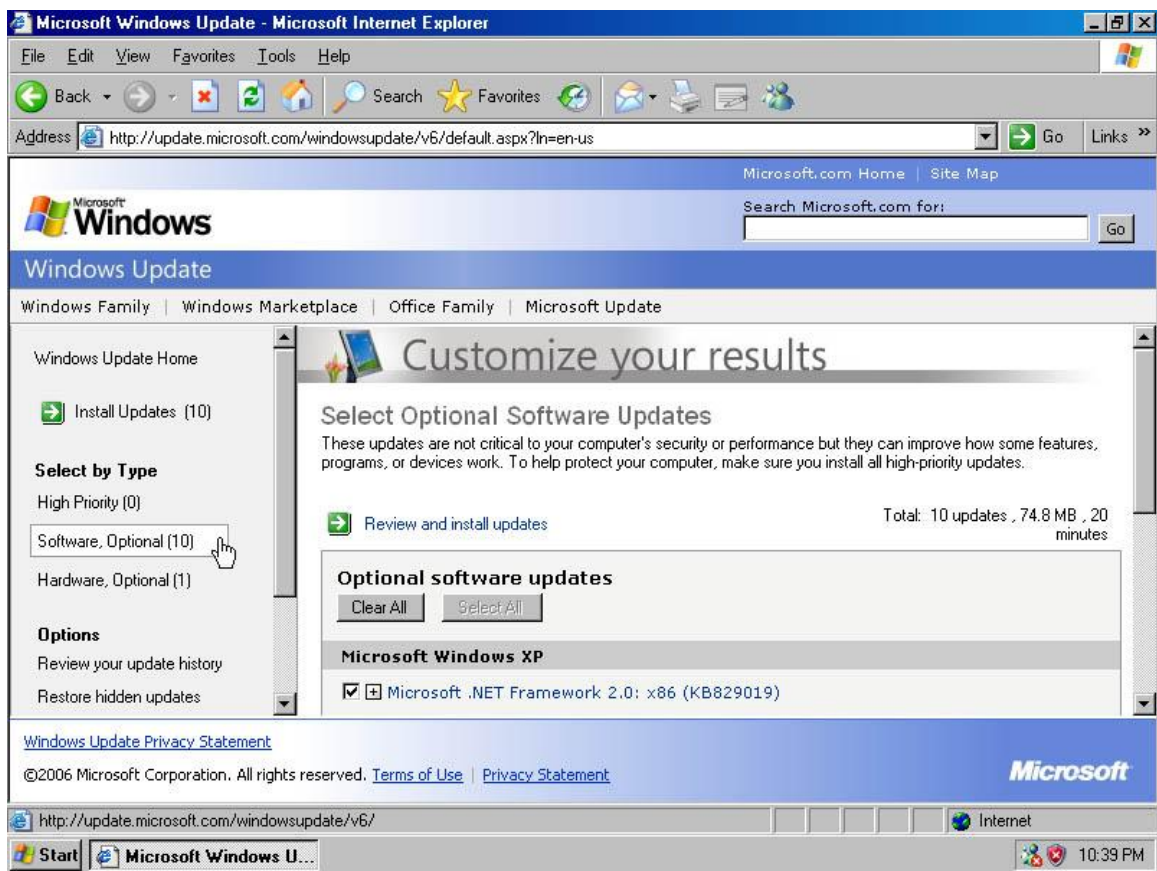 Microsoft Windows Update - Microsoft Internet Explorer
File Edit View Favorites Tools Help
Back Search Favorites
Address http://update.microsoft.com/windowsupdate/v6/default.aspx?ln=en-us Go Links »
Microsoft.com Home | Site Map
Microsoft Windows
Search Microsoft.com for:
Go
Windows Update
Windows Family | Windows Marketplace | Office Family | Microsoft Update
Windows Update Home
Install Updates (10)
Select by Type
High Priority (0)
Software, Optional (10)
Hardware, Optional (1)
Options
Review your update history
Restore hidden updates
Customize your results
Select Optional Software Updates
These updates are not critical to your computer's security or performance but they can improve how some features,
programs, or devices work. To help protect your computer, make sure you install all high-priority updates.
Review and install updates
Total: 10 updates , 74.8 MB , 20
minutes
Optional software updates
Clear All Select All
Microsoft Windows XP
Microsoft .NET Framework 2.0: x86 (KB829019)
Windows Update Privacy Statement
©2006 Microsoft Corporation. All rights reserved. Terms of Use | Privacy Statement
Microsoft
http://update.microsoft.com/windowsupdate/v6/ Internet
Start Microsoft Windows U... 10:39 PM